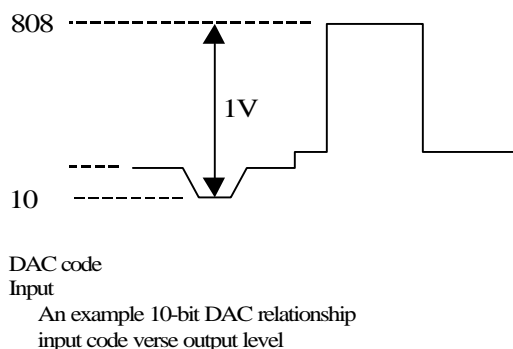 808
1V
10
DAC code
Input
An example 10-bit DAC relationship
input code verse output level